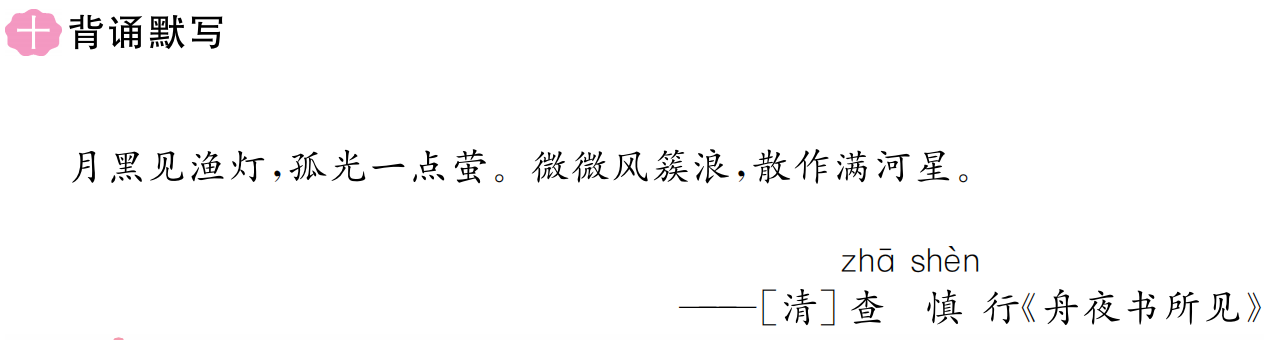 十 背诵默写
月黑见渔灯,孤光一点萤。微微风簇浪,散作满河星。
zhā shèn
——[清]查 慎 行《舟夜书所见》